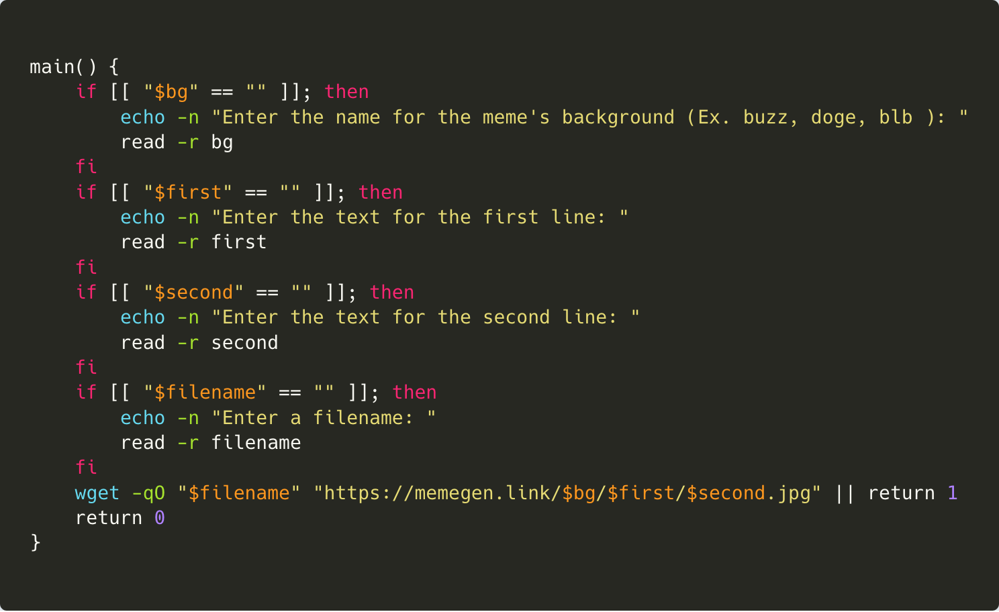 main() {
    if [[ "$bg" == "" ]]; then
        echo -n "Enter the name for the meme's background (Ex. buzz, doge, blb ): "
        read -r bg
    fi
    if [[ "$first" == "" ]]; then
        echo -n "Enter the text for the first line: "
        read -r first
    fi
    if [[ "$second" == "" ]]; then
        echo -n "Enter the text for the second line: "
        read -r second
    fi
    if [[ "$filename" == "" ]]; then
        echo -n "Enter a filename: "
        read -r filename
    fi
    wget -qO "$filename" "https://memegen.link/$bg/$first/$second.jpg" || return 1
    return 0
}